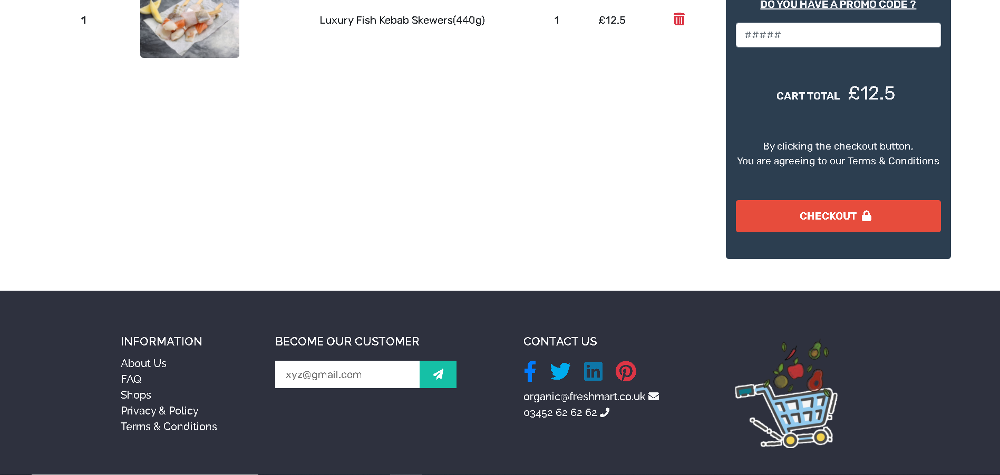 DO YOU HAVE A PROMO CODE ?
1 Luxury Fish Kebab Skewers(440g) 1 £12.5
#####
CART TOTAL £12.5
By clicking the checkout button,
You are agreeing to our Terms & Conditions
CHECKOUT
INFORMATION
About Us
FAQ
Shops
Privacy & Policy
Terms & Conditions
BECOME OUR CUSTOMER
xyz@gmail.com
CONTACT US
organic@freshmart.co.uk
03452 62 62 62